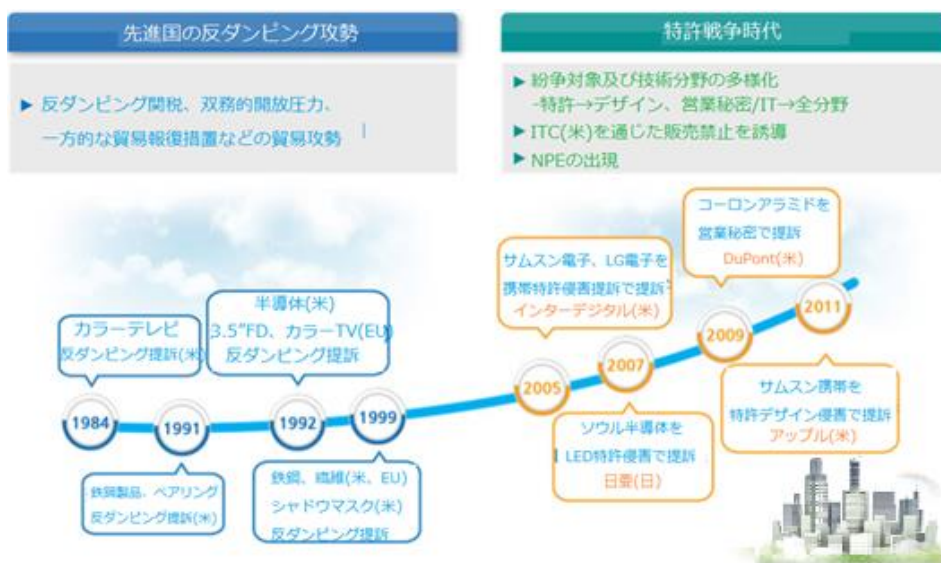 先進国の反ダンピング攻勢
▶ 反ダンピング関税、双務的開放圧力、
一方的な貿易報復措置などの貿易攻勢
特許戦争時代
▶ 紛争対象及び技術分野の多様化
-特許→デザイン、営業秘密/IT→全分野
▶ ITC(米)を通じた販売禁止を誘導
▶ NPEの出現
カラーテレビ
反ダンピング提訴(米)
1984
1991
鉄鋼製品、ベアリング
反ダンピング提訴(米)
半導体(米)
3.5"FD、カラーTV(EU)
反ダンピング提訴
1992
1999
鉄鋼、繊維(米、EU)
シャドウマスク(米)
反ダンピング提訴
サムスン電子、LG電子を
携帯特許侵害提訴で提訴
インターデジタル(米)
2005
2007
ソウル半導体を
LED特許侵害で提訴
日亜(日)
コーロンアラミドを
営業秘密で提訴
DuPont(米)
2009
2011
サムスン携帯を
特許デザイン侵害で提訴
アップル(米)